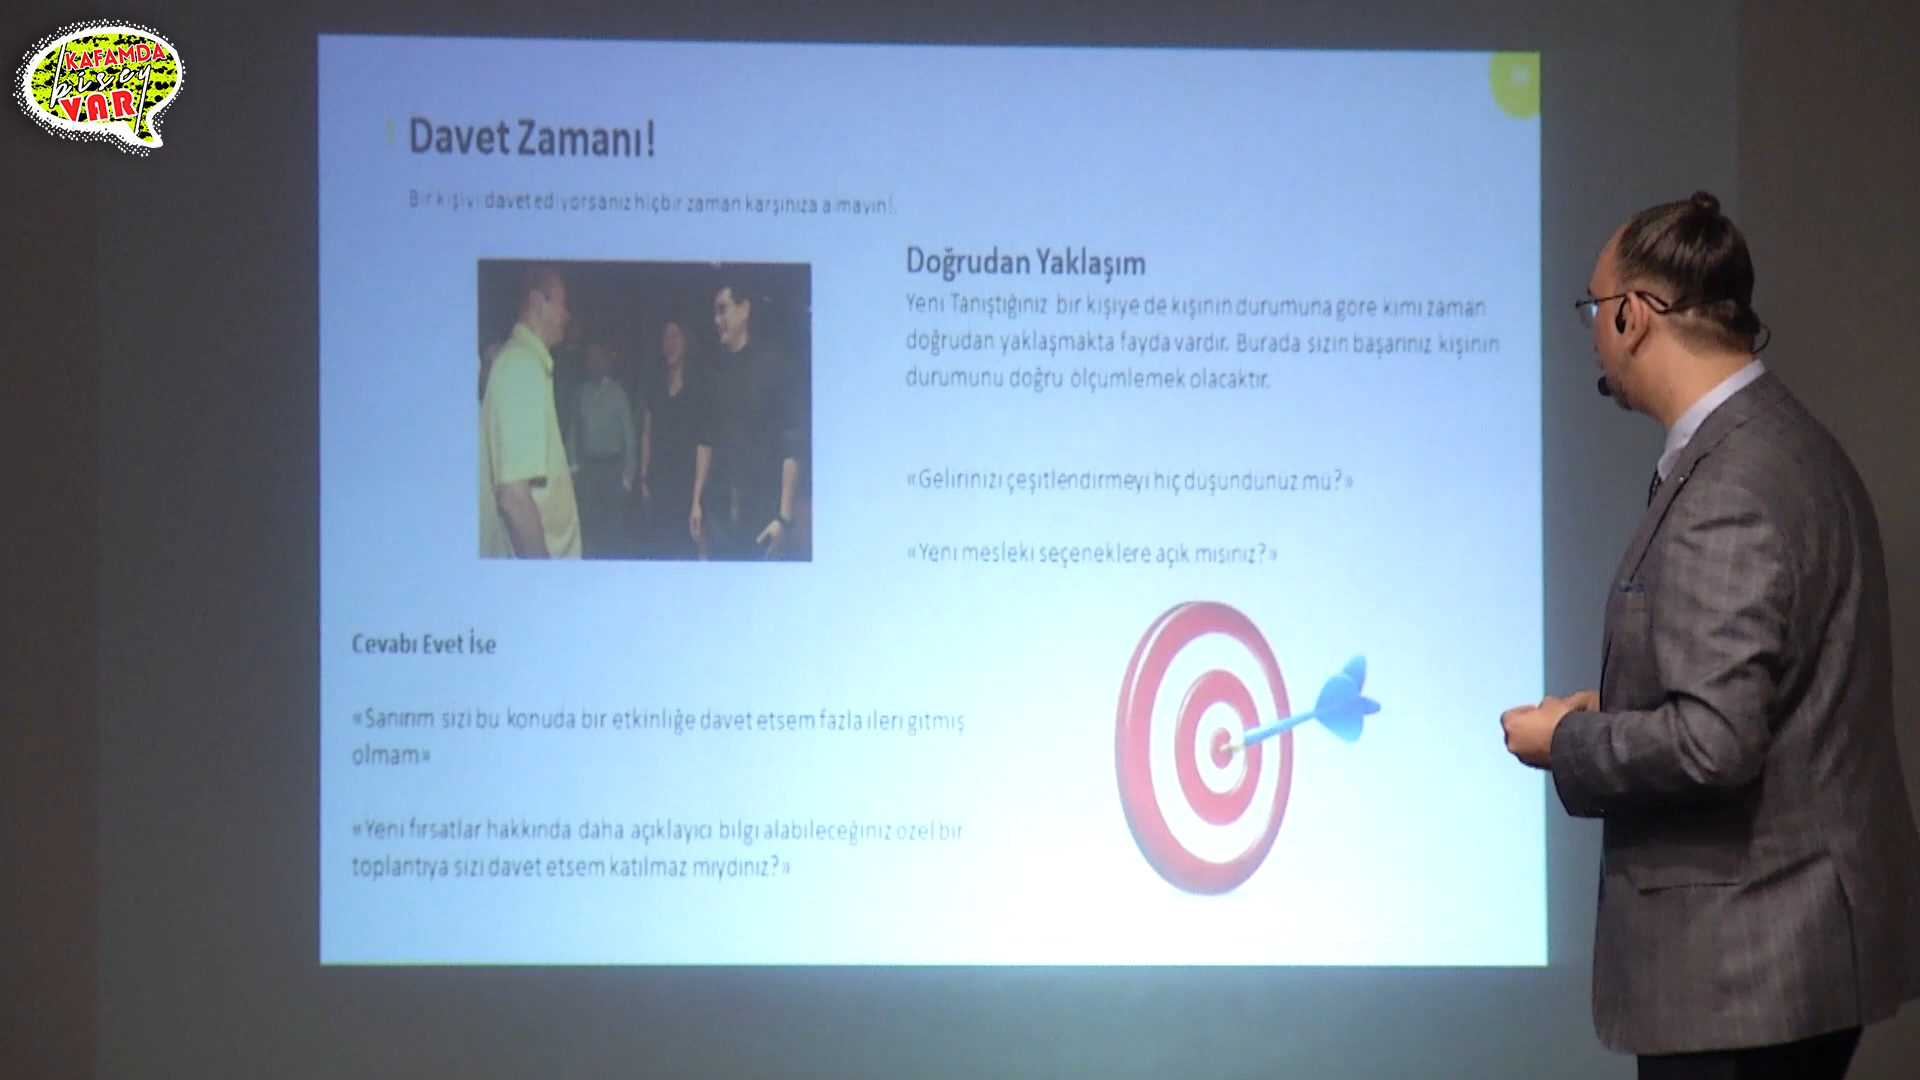 KAFAMDA
bişey
VAR
Davet Zamanı!
Bir kişiyi davet ediyorsanız hiçbir zaman karşınıza almayın!.
Doğrudan Yaklaşım
Yeni Tanıştığınız bir kişiye de kişinin durumuna göre kimi zaman
doğrudan yaklaşmakta fayda vardır. Burada sizin başarınız kişinin
durumunu doğru ölçümlemek olacaktır.
«Gelirinizi çeşitlendirmeyi hiç düşündünüz mü?»
«Yeni mesleki seçeneklere açık mısınız?»
Cevabı Evet İse
«Sanırım sizi bu konuda bir etkinliğe davet etsem fazla ileri gitmiş
olmam»
«Yeni fırsatlar hakkında daha açıklayıcı bilgi alabileceğiniz özel bir
toplantıya sizi davet etsem katılmaz mıydınız?»